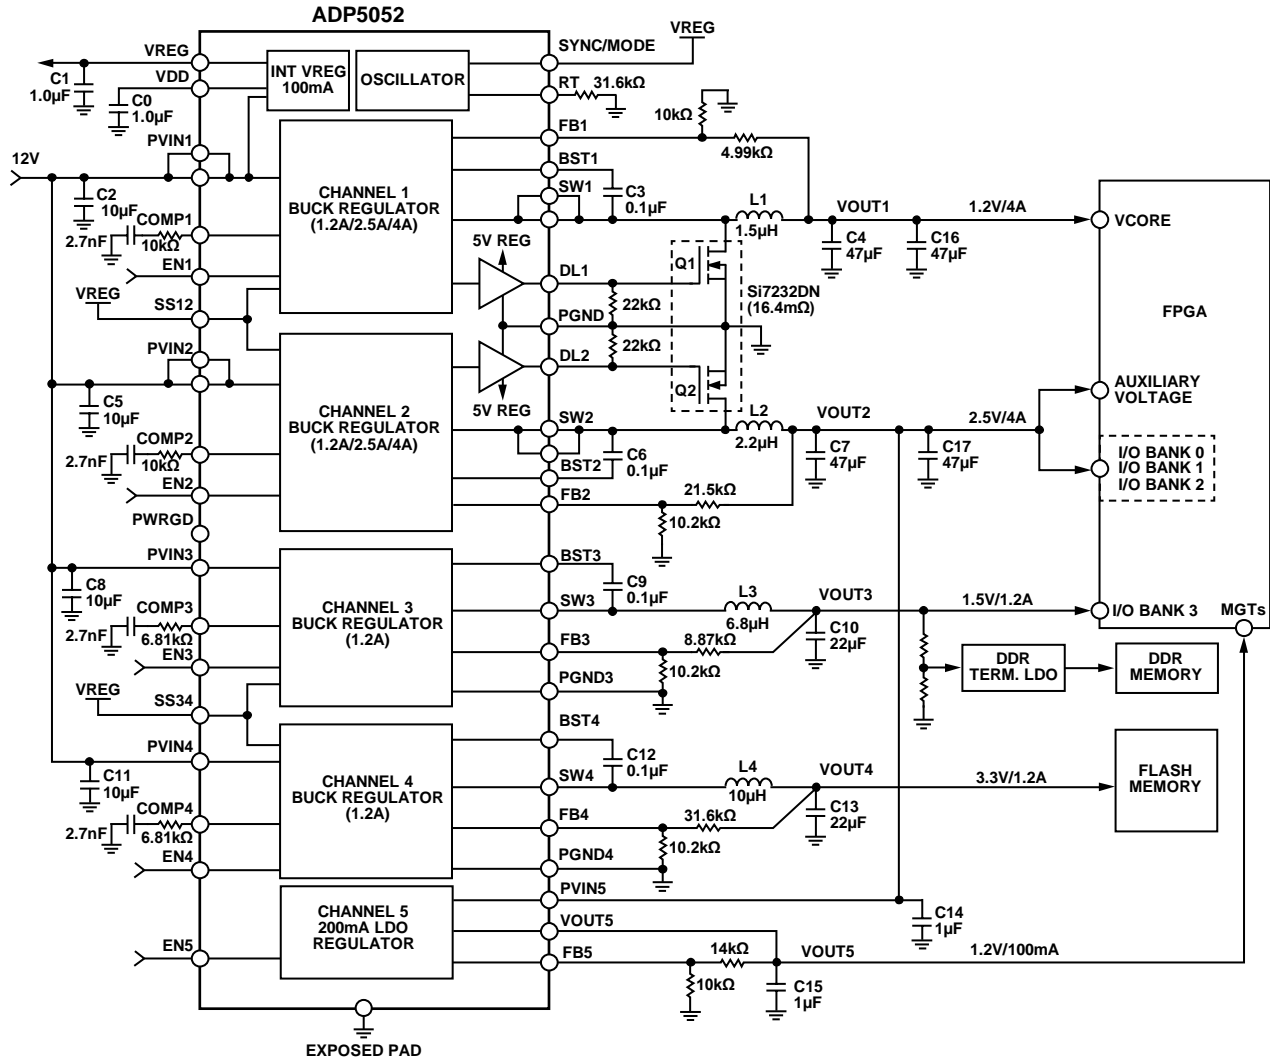 ADP5052
VREG
SYNC/MODE
VREG
VDD
C1
1.0µF
C0
1.0µF
INT VREG
100mA
OSCILLATOR
RT
31.6kΩ
10kΩ
FB1
4.99kΩ
PVIN1
12V
BST1
C2
10µF
CHANNEL 1
BUCK REGULATOR
(1.2A/2.5A/4A)
SW1
C3
0.1µF
L1
1.5µH
VOUT1
1.2V/4A
VCORE
COMP1
2.7nF
10kΩ
C4
47µF
C16
47µF
5V REG
Q1
EN1
DL1
Si7232DN
(16.4mΩ)
VREG
SS12
22kΩ
PGND
FPGA
PVIN2
22kΩ
DL2
C5
10µF
CHANNEL 2
BUCK REGULATOR
(1.2A/2.5A/4A)
5V REG
Q2
AUXILIARY
VOLTAGE
SW2
L2
2.2µH
VOUT2
2.5V/4A
COMP2
2.7nF
10kΩ
C6
0.1µF
BST2
C7
47µF
C17
47µF
I/O BANK 0
I/O BANK 1
I/O BANK 2
EN2
FB2
21.5kΩ
10.2kΩ
PWRGD
PVIN3
BST3
C8
10µF
CHANNEL 3
BUCK REGULATOR
(1.2A)
C9
0.1µF
SW3
L3
6.8µH
VOUT3
1.5V/1.2A
I/O BANK 3
MGTs
COMP3
2.7nF
6.81kΩ
FB3
8.87kΩ
C10
22µF
EN3
10.2kΩ
DDR
TERM. LDO
DDR
MEMORY
PGND3
VREG
SS34
BST4
PVIN4
C11
10µF
CHANNEL 4
BUCK REGULATOR
(1.2A)
C12
0.1µF
SW4
L4
10µH
VOUT4
3.3V/1.2A
FLASH
MEMORY
COMP4
2.7nF
6.81kΩ
FB4
31.6kΩ
C13
22µF
10.2kΩ
EN4
PGND4
PVIN5
CHANNEL 5
200mA LDO
REGULATOR
VOUT5
C14
1µF
EN5
FB5
14kΩ
VOUT5
1.2V/100mA
10kΩ
C15
1µF
EXPOSED PAD